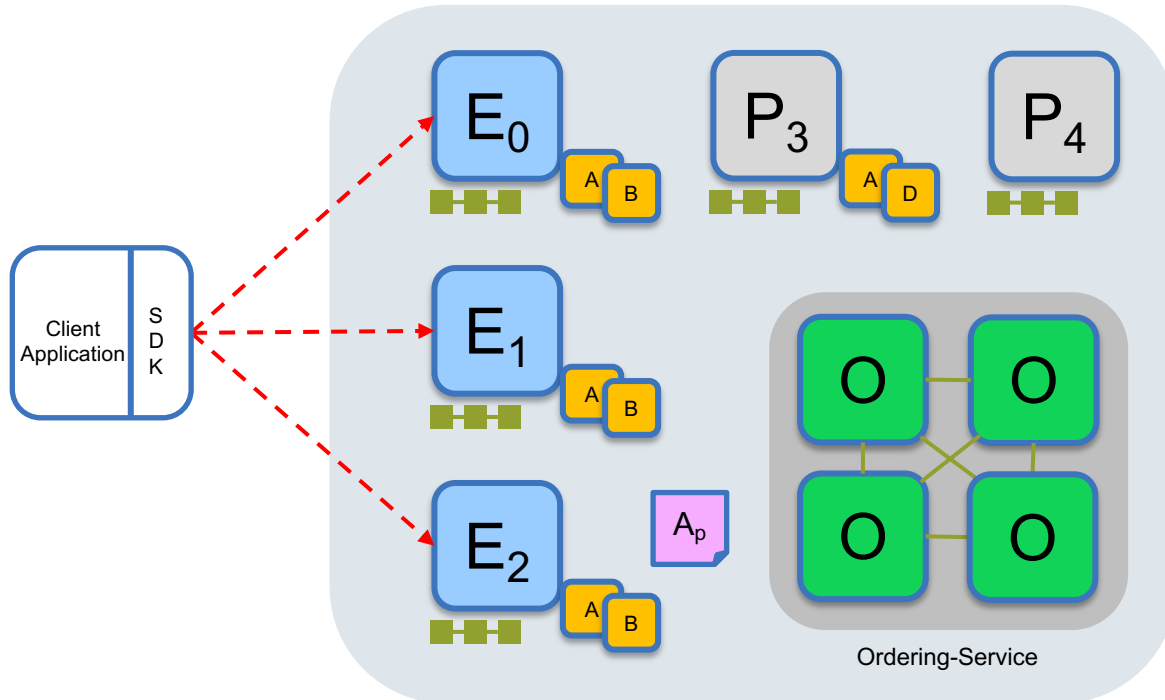 Client
Application
S
D
K
E0
A
B
P3
A
D
P4
E1
A
B
E2
A
B
Ap
O
O
O
O
Ordering-Service